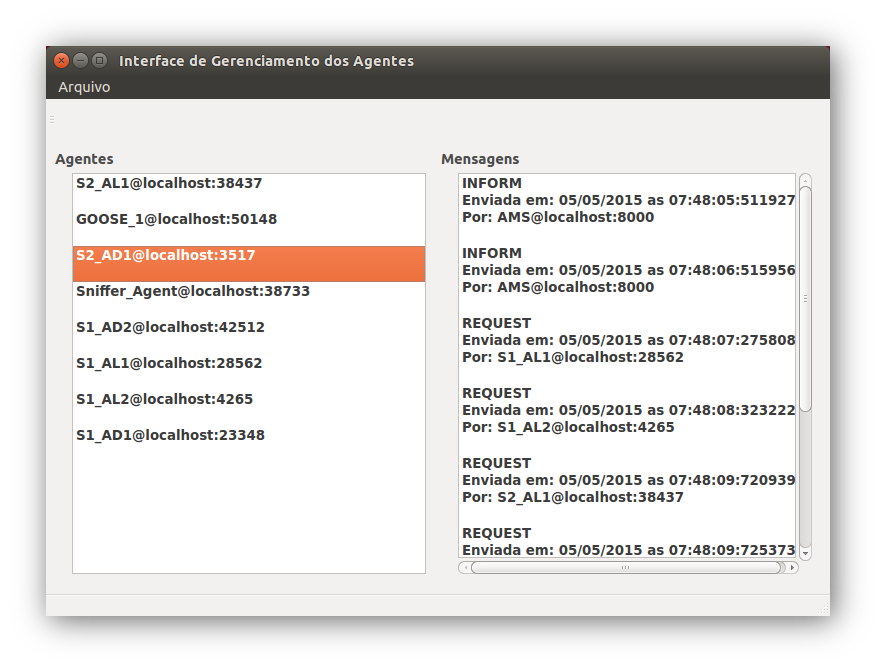 Interface de Gerenciamento dos Agentes
Arquivo
Agentes
S2_AL1@localhost:38437
GOOSE_1@localhost:50148
S2_AD1@localhost:3517
Sniffer_Agent@localhost:38733
S1_AD2@localhost:42512
S1_AL1@localhost:28562
S1_AL2@localhost:4265
S1_AD1@localhost:23348
Mensagens
INFORM
Enviada em: 05/05/2015 as 07:48:05:511927
Por: AMS@localhost:8000
INFORM
Enviada em: 05/05/2015 as 07:48:06:515956
Por: AMS@localhost:8000
REQUEST
Enviada em: 05/05/2015 as 07:48:07:275808
Por: S1_AL1@localhost:28562
REQUEST
Enviada em: 05/05/2015 as 07:48:08:323222
Por: S1_AL2@localhost:4265
REQUEST
Enviada em: 05/05/2015 as 07:48:09:720939
Por: S2_AL1@localhost:38437
REQUEST
Enviada em: 05/05/2015 as 07:48:09:725373